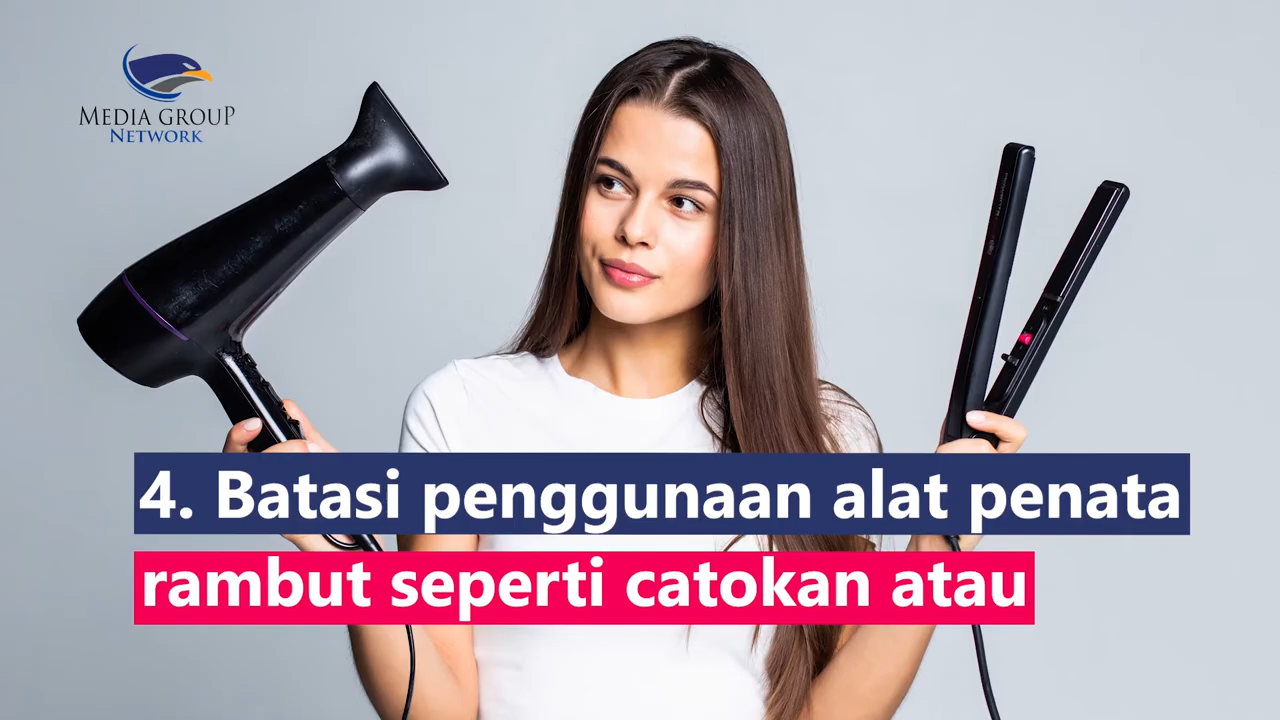 MEDIA GROUP
NETWORK
4. Batasi penggunaan alat penata
rambut seperti catokan atau